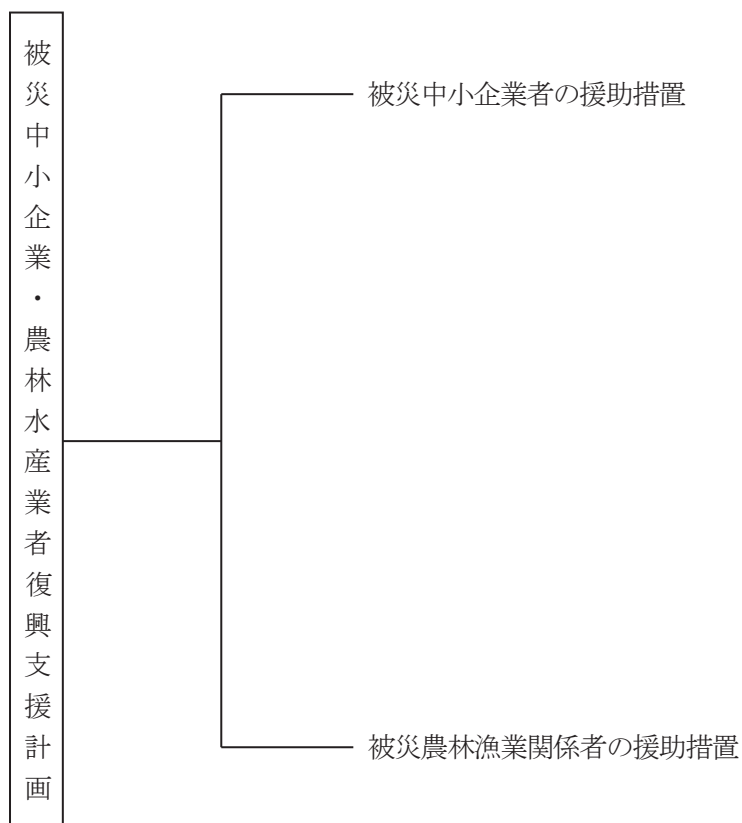 被災中小企業・農林水産業者復興支援計画
被災中小企業者の援助措置
被災農林漁業関係者の援助措置